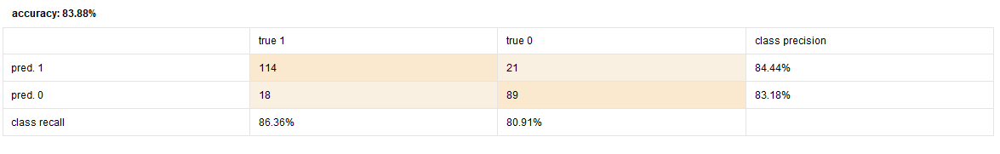 accuracy: 83.88%
true 1 true 0 class precision
pred. 1 114 21 84.44%
pred. 0 18 89 83.18%
class recall 86.36% 80.91%